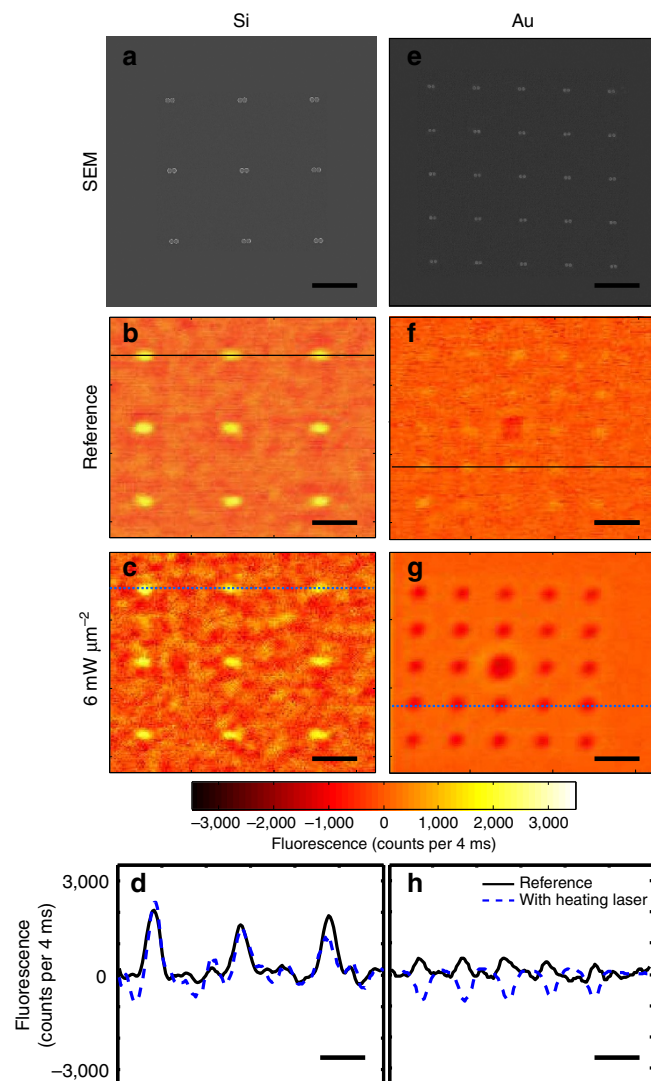 Si
Au
a
e
SEM
b
f
Reference
c
g
6 mW μm−2
−3,000 −2,000 −1,000 0 1,000 2,000 3,000
Fluorescence (counts per 4 ms)
d
h
Reference
With heating laser
3,000
0
−3,000
Fluorescence
(counts per 4 ms)